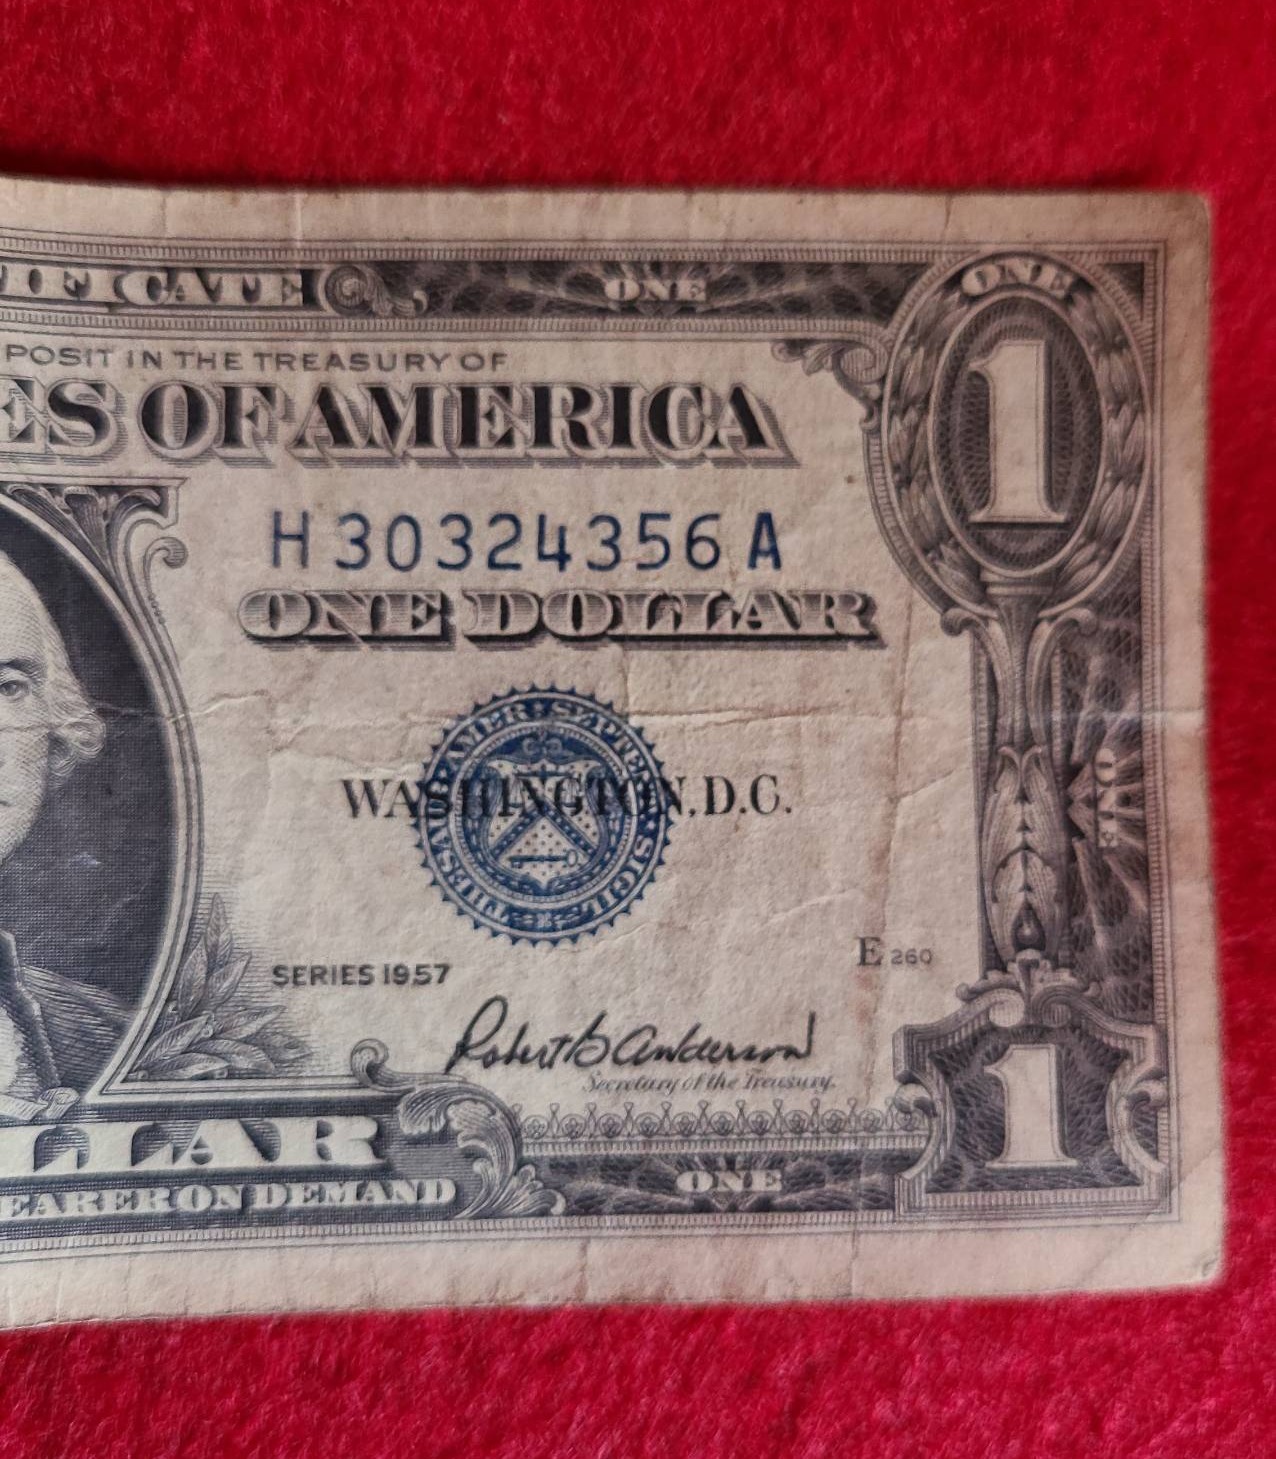 IFICATE ONE ONE
POSIT IN THE TREASURY OF
ES OF AMERICA
1
H 30324356 A
ONE DOLLAR
WASHINGTON, D.C.
ONE
SERIES 1957
E 260
Robert B Anderson
Secretary of the Treasury.
1
LLAR
EARER ON DEMAND
ONE